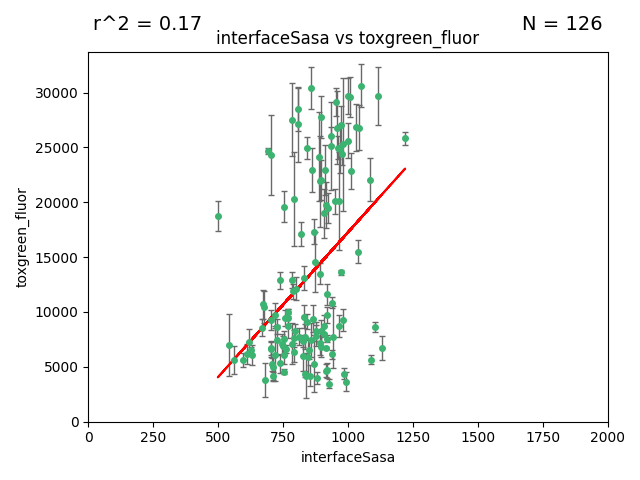 r^2 = 0.17
N = 126
interfaceSasa vs toxgreen_fluor
30000
25000
20000
15000
10000
5000
0
toxgreen_fluor
0 250 500 750 1000 1250 1500 1750 2000
interfaceSasa